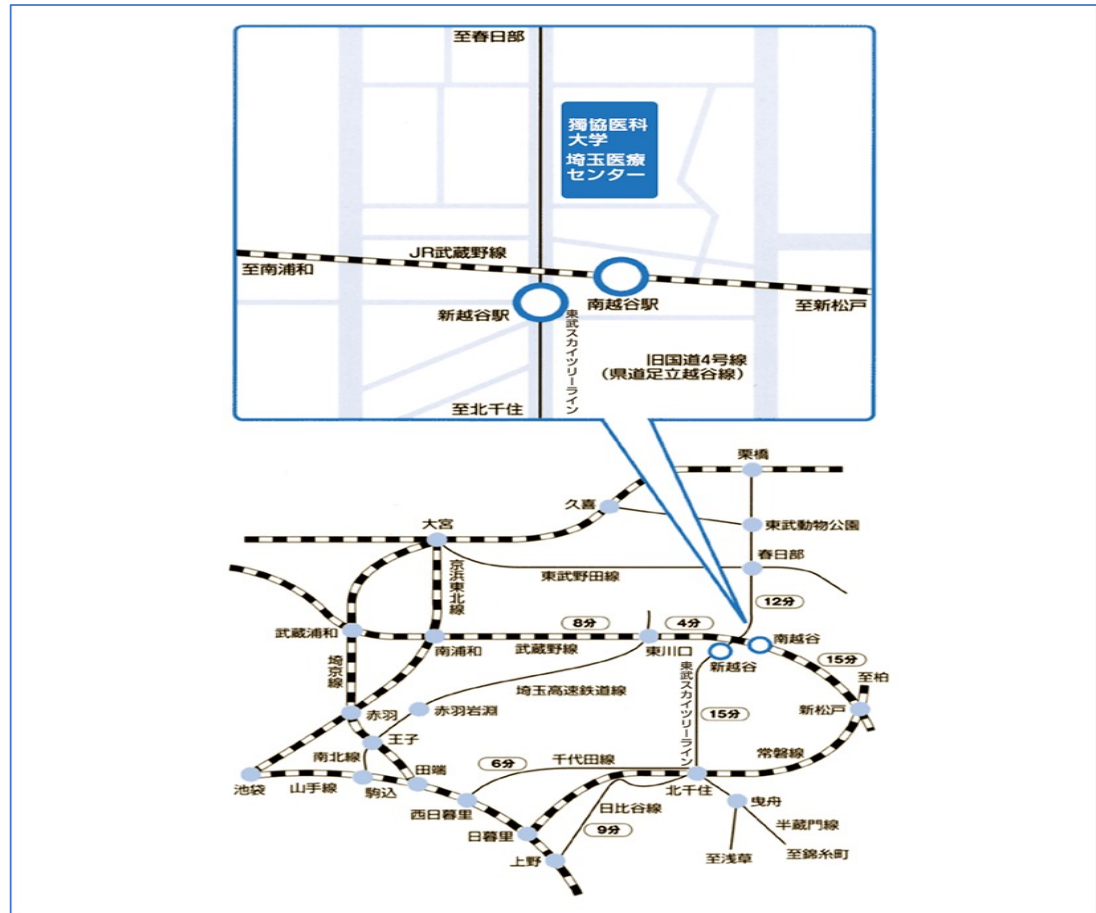 至春日部
獨協医科
大学
埼玉医療
センター
JR武蔵野線
至南浦和
南越谷駅
至新松戸
新越谷駅
東武スカイツリーライン
旧国道4号線
(県道足立越谷線)
至北千住
栗橋
久喜
東武動物公園
大宮
春日部
京浜東北線
東武野田線
12分
武蔵浦和
8分
4分
南越谷
南浦和
武蔵野線
東川口
新越谷
15分
至柏
埼京線
東武スカイツリーライン
埼玉高速鉄道線
新松戸
赤羽
赤羽岩淵
15分
王子
常磐線
南北線
千代田線
6分
田端
池袋
山手線
駒込
北千住
西日暮里
日比谷線
曳舟
半蔵門線
日暮里
9分
上野
至浅草
至錦糸町